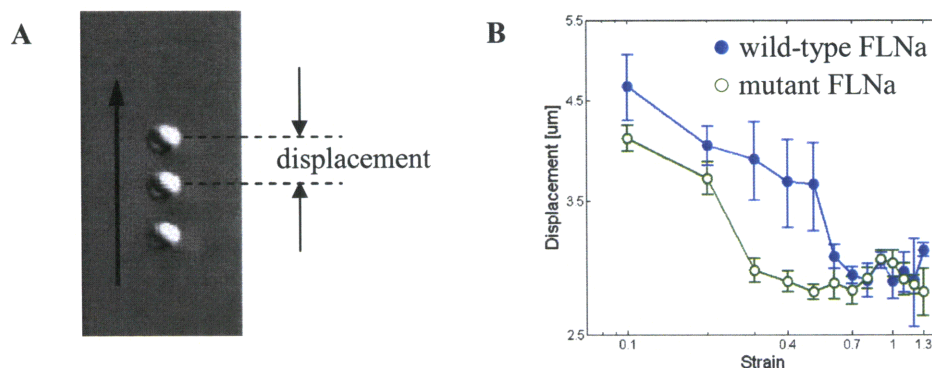 A
displacement
B
wild-type FLNa
mutant FLNa
Displacement [um]
5.5
4.5
3.5
2.5
0.1
0.4
0.7
1
1.3
Strain